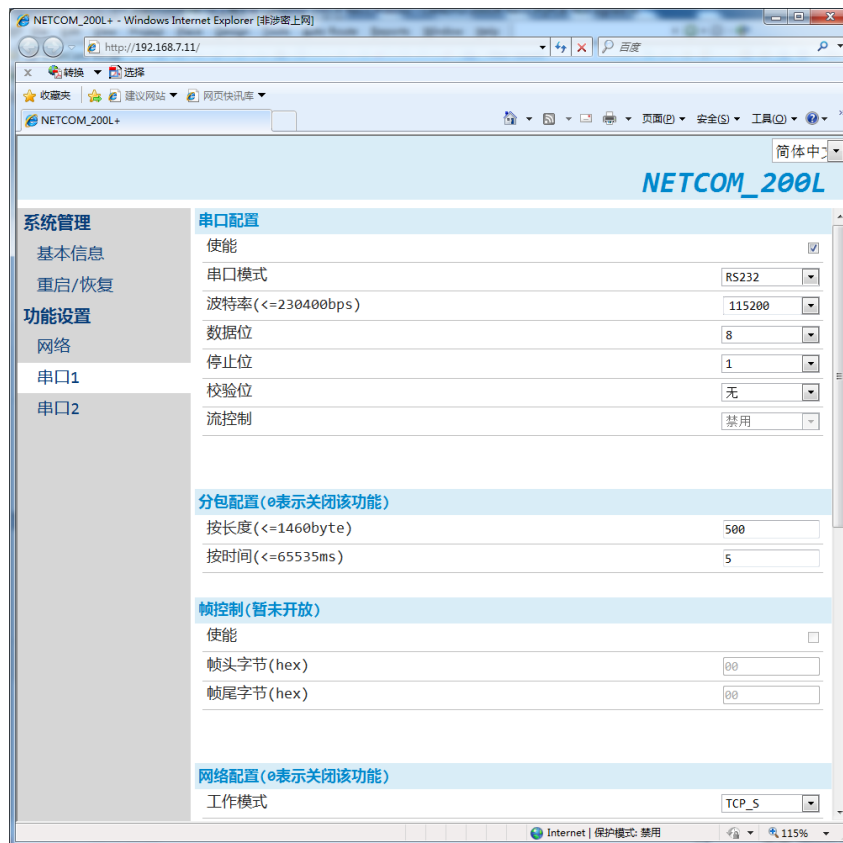 NETCOM_200L+ - Windows Internet Explorer [非涉密上网]
http://192.168.7.11/
百度
x 转换 选择
收藏夹 建议网站 网页快讯库
NETCOM_200L+
页面(P) 安全(S) 工具(O)
简体中文
NETCOM_200L
系统管理
基本信息
重启/恢复
功能设置
网络
串口1
串口2
串口配置
使能
串口模式 RS232
波特率(<=230400bps) 115200
数据位 8
停止位 1
校验位 无
流控制 禁用
分包配置(0表示关闭该功能)
按长度(<=1460byte) 500
按时间(<=65535ms) 5
帧控制(暂未开放)
使能
帧头字节(hex) 00
帧尾字节(hex) 00
网络配置(0表示关闭该功能)
工作模式 TCP_S
Internet | 保护模式: 禁用
115%